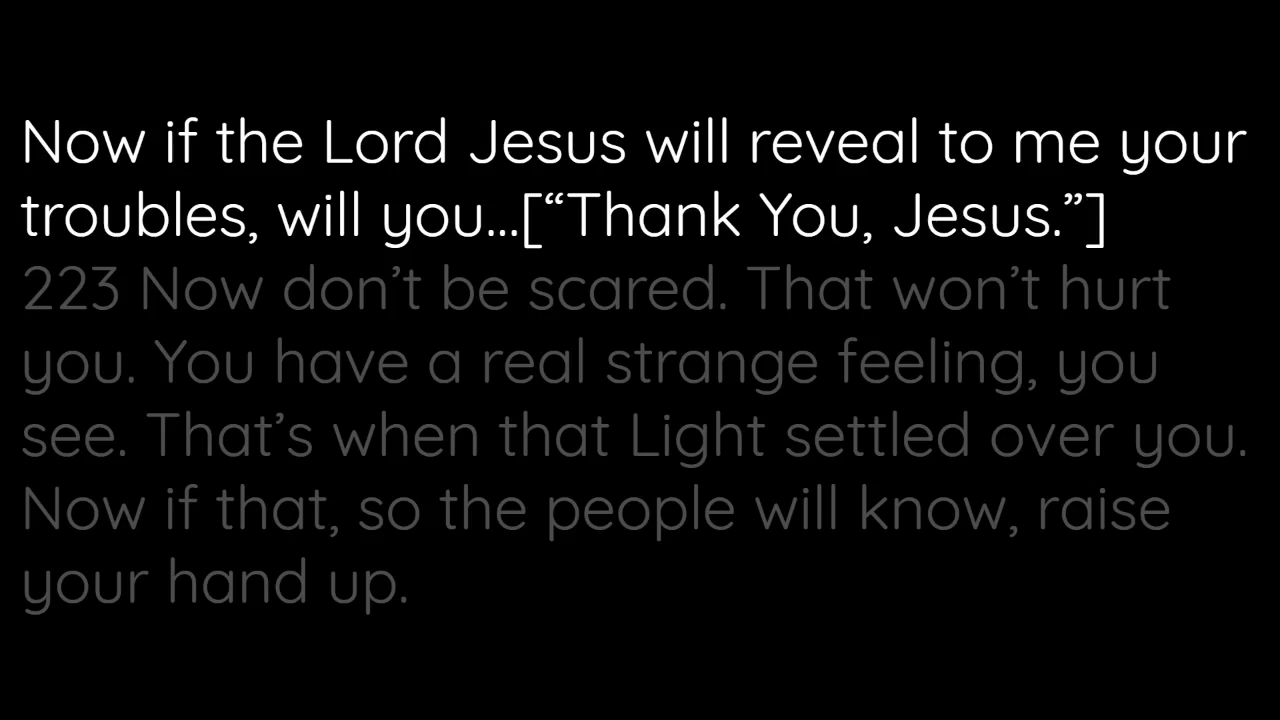 Now if the Lord Jesus will reveal to me your
troubles, will you...[“Thank You, Jesus.”]
223 Now don’t be scared. That won’t hurt
you. You have a real strange feeling, you
see. That’s when that Light settled over you.
Now if that, so the people will know, raise
your hand up.